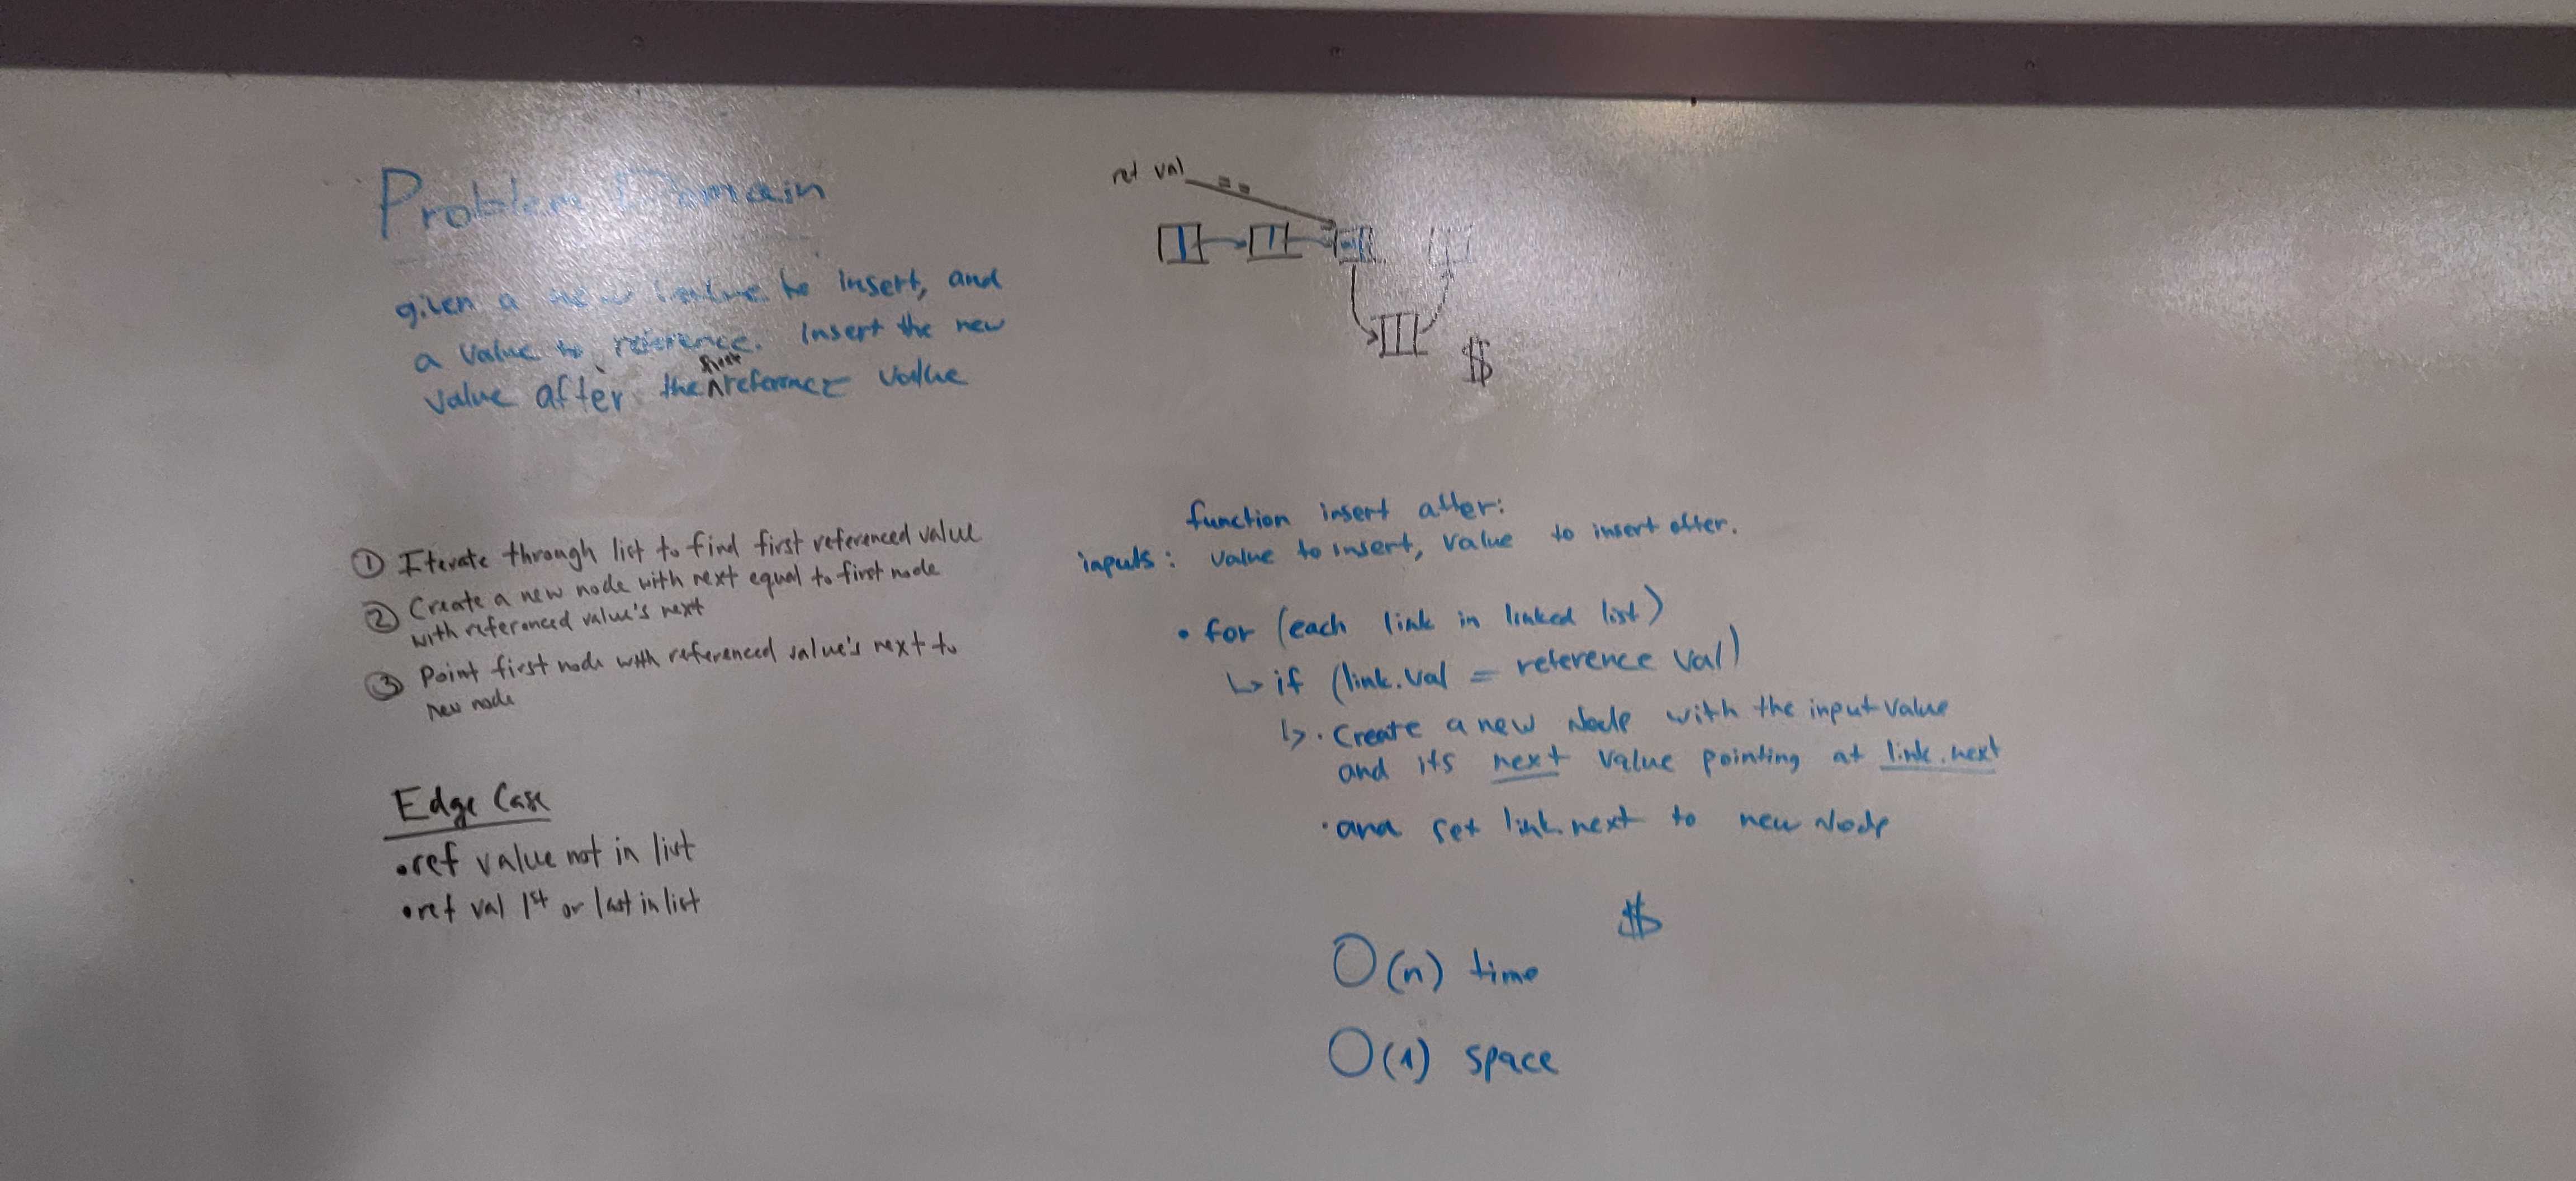 Problem Domain
given a new value to insert, and
a value to reference. Insert the new
value after the first reference value
ref val ==
$
① Iterate through list to find first referenced value
② Create a new node with next equal to first node
with referenced value's next
③ Point first node with referenced value's next to
new node
Edge Case
• ref value not in list
• ref val 1st or last in list
function insert after:
inputs: value to insert, value to insert after.
• for (each link in linked list)
↳ if (link.val = reference val)
↳ • Create a new Node with the input value
and its next value pointing at link.next
• and set link.next to new Node
$
O(n) time
O(1) space